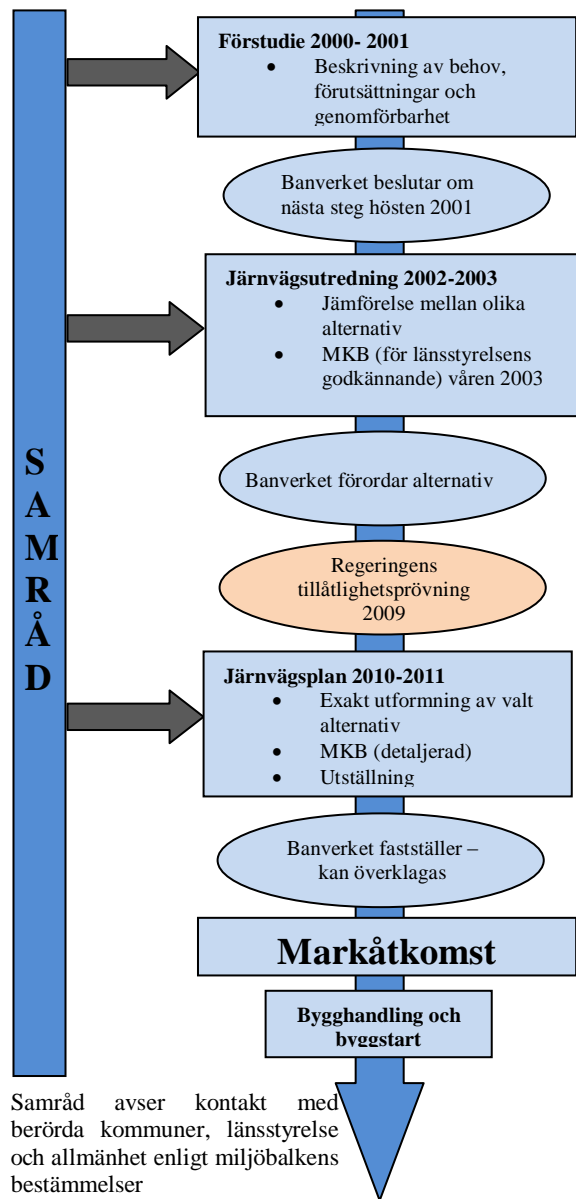 Förstudie 2000- 2001
• Beskrivning av behov,
förutsättningar och
genomförbarhet
Banverket beslutar om
nästa steg hösten 2001
Järnvägsutredning 2002-2003
• Jämförelse mellan olika
alternativ
• MKB (för länsstyrelsens
godkännande) våren 2003
S
A
M
R
Å
D
Banverket förordar alternativ
Regeringens
tillåtlighetsprövning
2009
Järnvägsplan 2010-2011
• Exakt utformning av valt
alternativ
• MKB (detaljerad)
• Utställning
Banverket fastställer –
kan överklagas
Markåtkomst
Bygghandling och
byggstart
Samråd avser kontakt med
berörda kommuner, länsstyrelse
och allmänhet enligt miljöbalkens
bestämmelser